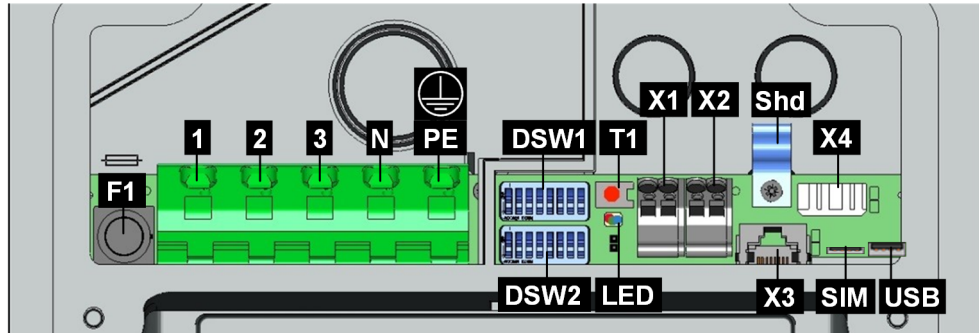 X1 X2 Shd
1 2 3 N PE DSW1 T1 X4
F1
DSW2 LED X3 SIM USB